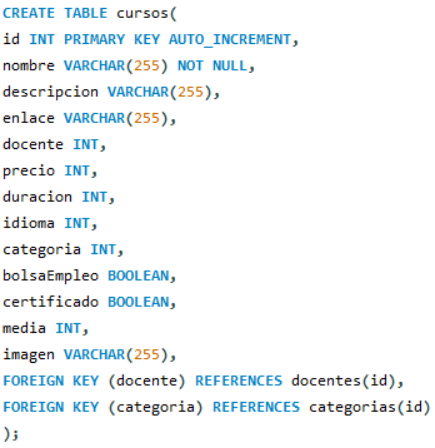 CREATE TABLE cursos(
id INT PRIMARY KEY AUTO_INCREMENT,
nombre VARCHAR(255) NOT NULL,
descripcion VARCHAR(255),
enlace VARCHAR(255),
docente INT,
precio INT,
duracion INT,
idioma INT,
categoria INT,
bolsaEmpleo BOOLEAN,
certificado BOOLEAN,
media INT,
imagen VARCHAR(255),
FOREIGN KEY (docente) REFERENCES docentes(id),
FOREIGN KEY (categoria) REFERENCES categorias(id)
);